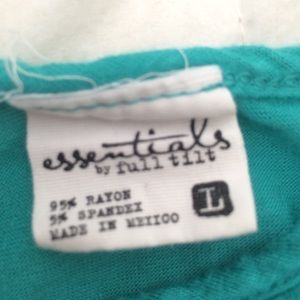 essentials
by full tilt
95% RAYON
5% SPANDEX
MADE IN MEXICO
L